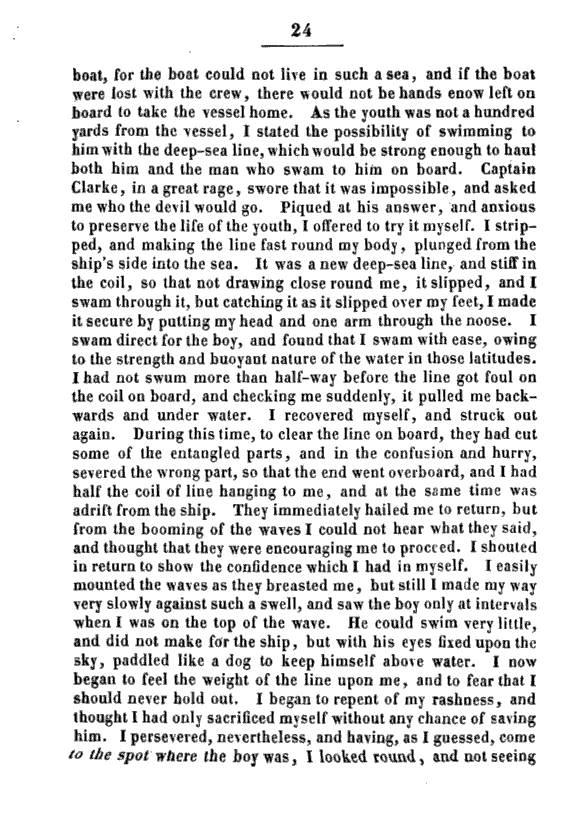 24
boat, for the boat could not live in such a sea, and if the boat
were lost with the crew, there would not be hands enow left on
board to take the vessel home. As the youth was not a hundred
yards from the vessel, I stated the possibility of swimming to
him with the deep-sea line, which would be strong enough to haul
both him and the man who swam to him on board. Captain
Clarke, in a great rage, swore that it was impossible, and asked
me who the devil would go. Piqued at his answer, and anxious
to preserve the life of the youth, I offered to try it myself. I strip-
ped, and making the line fast round my body, plunged from the
ship's side into the sea. It was a new deep-sea line, and stiff in
the coil, so that not drawing close round me, it slipped, and I
swam through it, but catching it as it slipped over my feet, I made
it secure by putting my head and one arm through the noose. I
swam direct for the boy, and found that I swam with ease, owing
to the strength and buoyant nature of the water in those latitudes.
I had not swum more than half-way before the line got foul on
the coil on board, and checking me suddenly, it pulled me back-
wards and under water. I recovered myself, and struck out
again. During this time, to clear the line on board, they had cut
some of the entangled parts, and in the confusion and hurry,
severed the wrong part, so that the end went overboard, and I had
half the coil of line hanging to me, and at the same time was
adrift from the ship. They immediately hailed me to return, but
from the booming of the waves I could not hear what they said,
and thought that they were encouraging me to proceed. I shouted
in return to show the confidence which I had in myself. I easily
mounted the waves as they breasted me, but still I made my way
very slowly against such a swell, and saw the boy only at intervals
when I was on the top of the wave. He could swim very little,
and did not make for the ship, but with his eyes fixed upon the
sky, paddled like a dog to keep himself above water. I now
began to feel the weight of the line upon me, and to fear that I
should never hold out. I began to repent of my rashness, and
thought I had only sacrificed myself without any chance of saving
him. I persevered, nevertheless, and having, as I guessed, come
to the spot where the boy was, I looked round, and not seeing